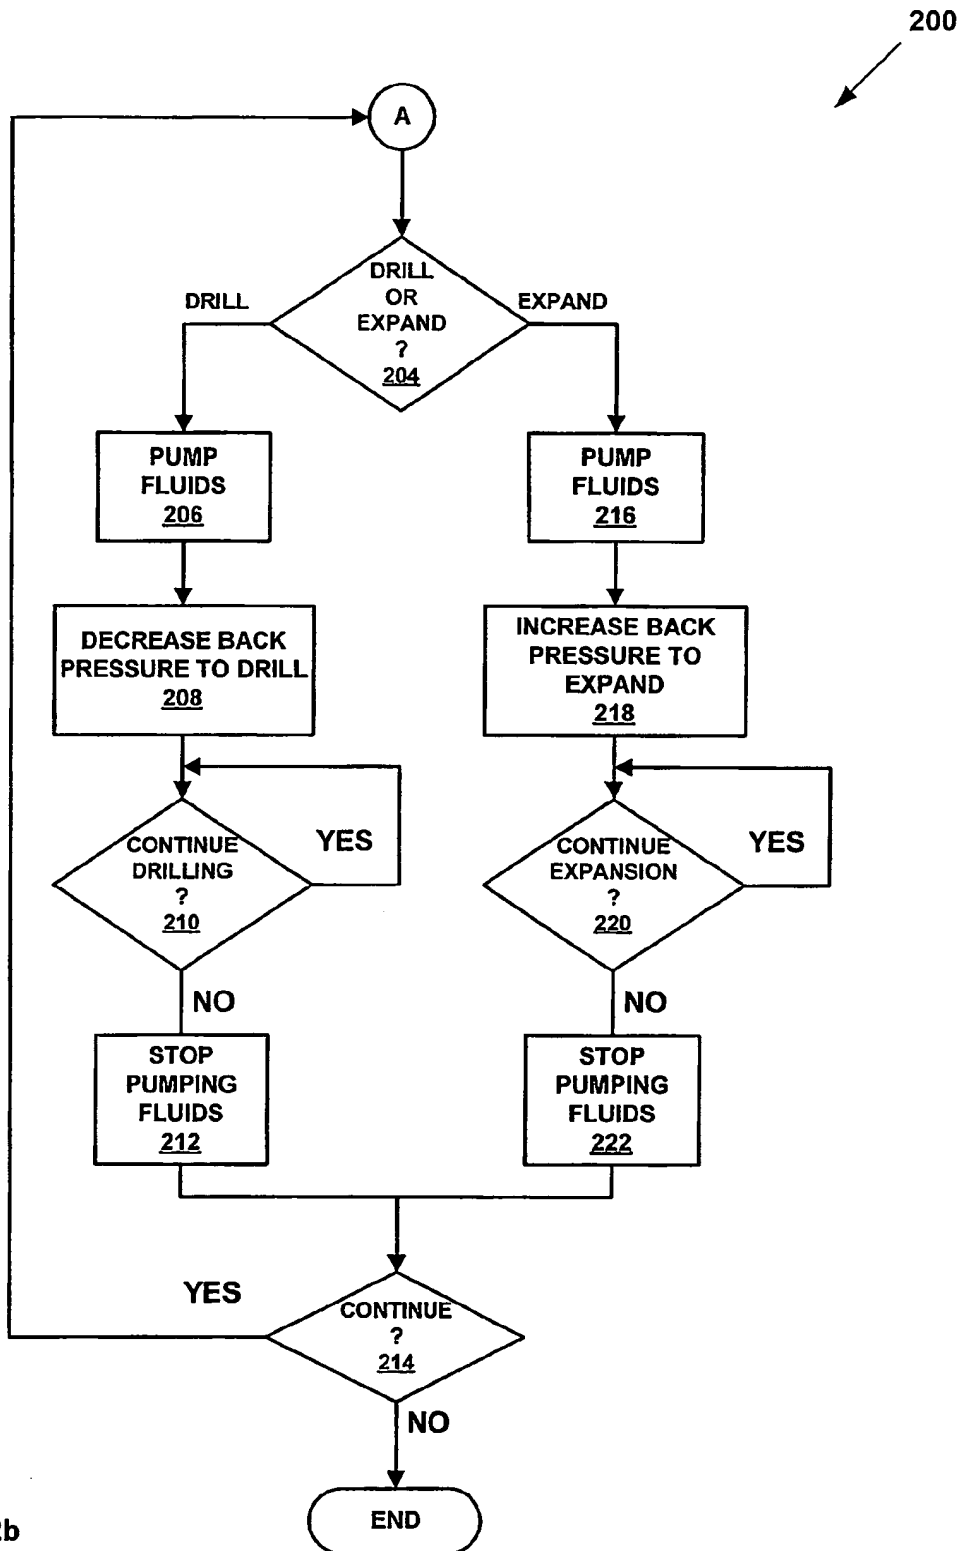 200
A
DRILL
OR
EXPAND
?
204
DRILL
EXPAND
PUMP
FLUIDS
206
PUMP
FLUIDS
216
DECREASE BACK
PRESSURE TO DRILL
208
INCREASE BACK
PRESSURE TO
EXPAND
218
CONTINUE
DRILLING
?
210
YES
CONTINUE
EXPANSION
?
220
YES
NO
NO
STOP
PUMPING
FLUIDS
212
STOP
PUMPING
FLUIDS
222
YES
CONTINUE
?
214
NO
END